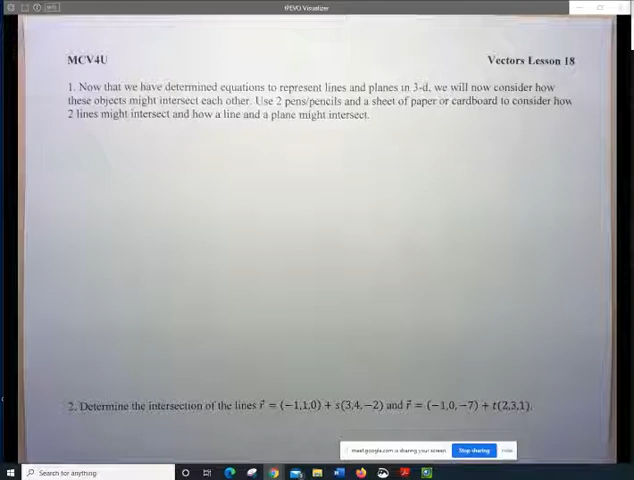 IPEVO Visualizer
MCV4U
Vectors Lesson 18
1. Now that we have determined equations to represent lines and planes in 3-d, we will now consider how
these objects might intersect each other. Use 2 pens/pencils and a sheet of paper or cardboard to consider how
2 lines might intersect and how a line and a plane might intersect.
2. Determine the intersection of the lines r⃗ = (−1,1,0) + s(3,4,−2) and r⃗ = (−1,0,−7) + t(2,3,1).
meet.google.com is sharing your screen.
Stop sharing
Hide
Search for anything